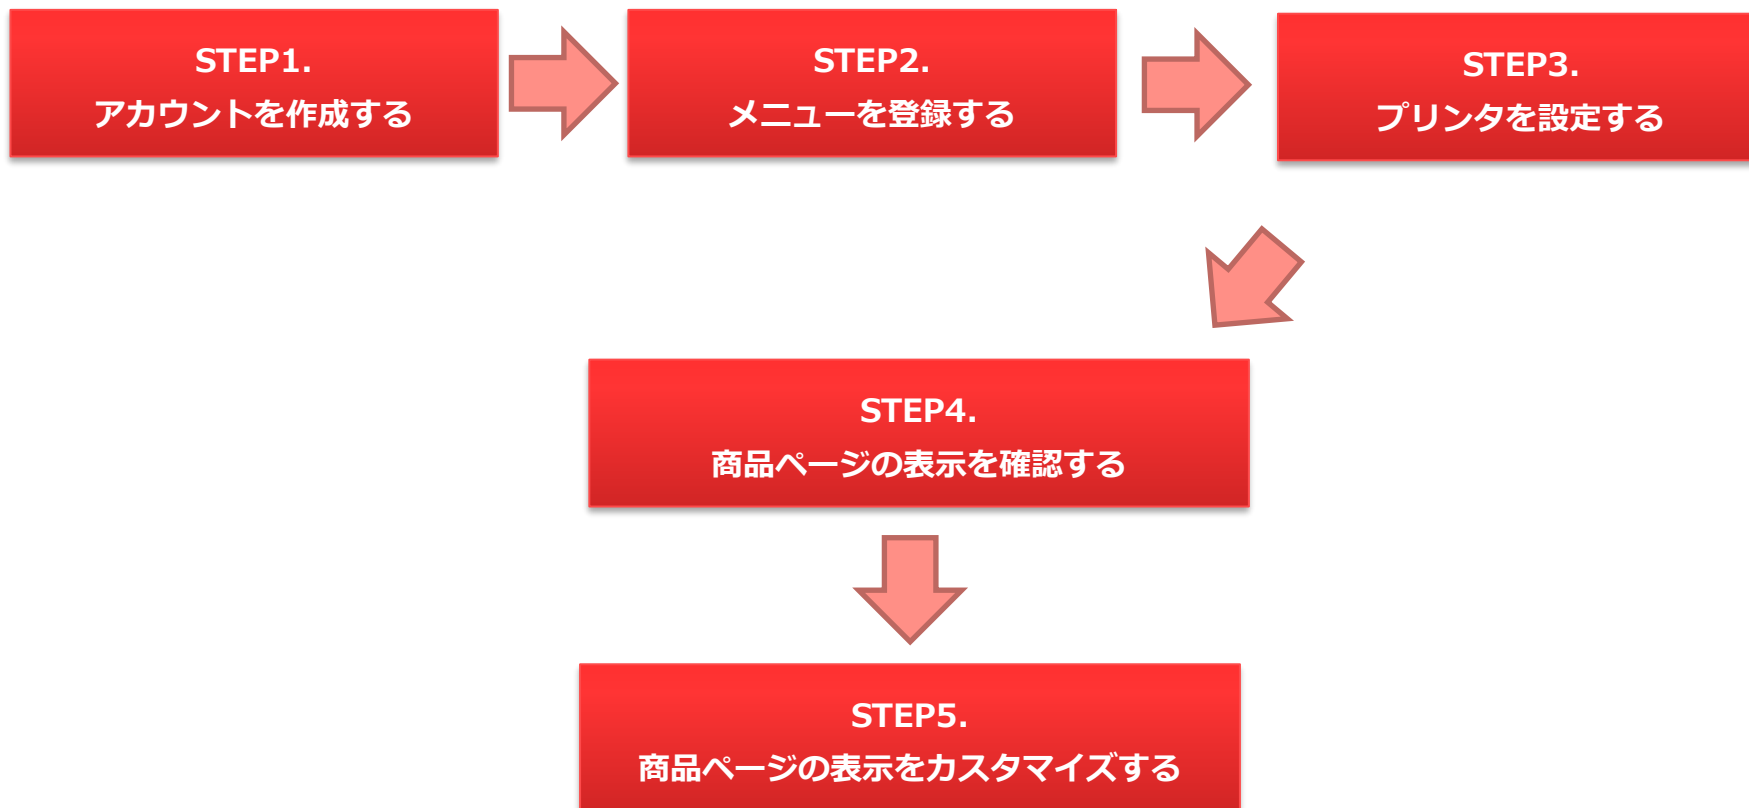 STEP1.
アカウントを作成する
STEP2.
メニューを登録する
STEP3.
プリンタを設定する
STEP4.
商品ページの表示を確認する
STEP5.
商品ページの表示をカスタマイズする